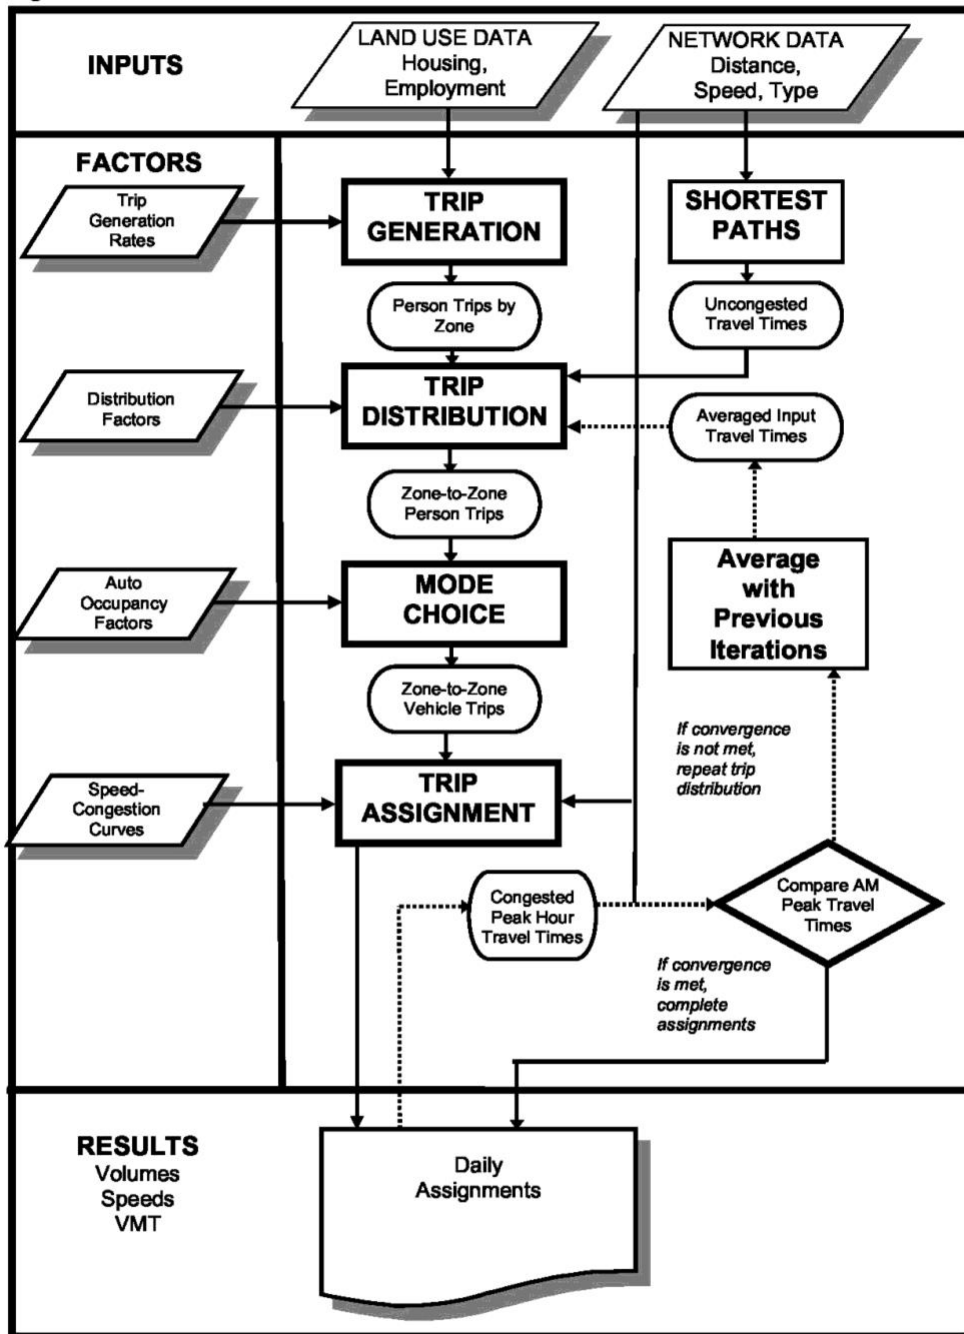 INPUTS
LAND USE DATA
Housing,
Employment
NETWORK DATA
Distance,
Speed, Type
FACTORS
Trip
Generation
Rates
TRIP
GENERATION
SHORTEST
PATHS
Person Trips by
Zone
Uncongested
Travel Times
Distribution
Factors
TRIP
DISTRIBUTION
Averaged Input
Travel Times
Zone-to-Zone
Person Trips
Auto
Occupancy
Factors
MODE
CHOICE
Average
with
Previous
Iterations
Zone-to-Zone
Vehicle Trips
If convergence
is not met,
repeat trip
distribution
Speed-
Congestion
Curves
TRIP
ASSIGNMENT
Congested
Peak Hour
Travel Times
Compare AM
Peak Travel
Times
If convergence
is met,
complete
assignments
RESULTS
Volumes
Speeds
VMT
Daily
Assignments